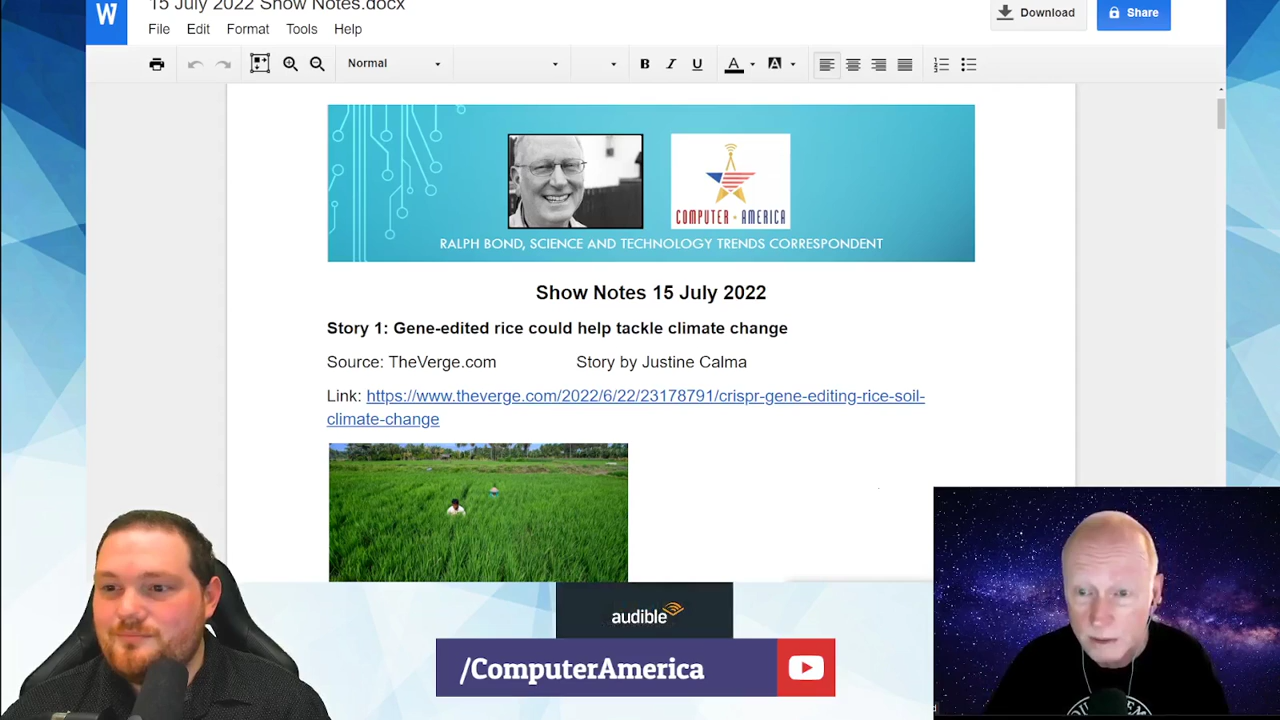 15 July 2022 Show Notes.docx
Download
Share
File Edit Format Tools Help
Normal
B I U A A
COMPUTER AMERICA
RALPH BOND, SCIENCE AND TECHNOLOGY TRENDS CORRESPONDENT
Show Notes 15 July 2022
Story 1: Gene-edited rice could help tackle climate change
Source: TheVerge.com Story by Justine Calma
Link: https://www.theverge.com/2022/6/22/23178791/crispr-gene-editing-rice-soil-
climate-change
audible
/ComputerAmerica